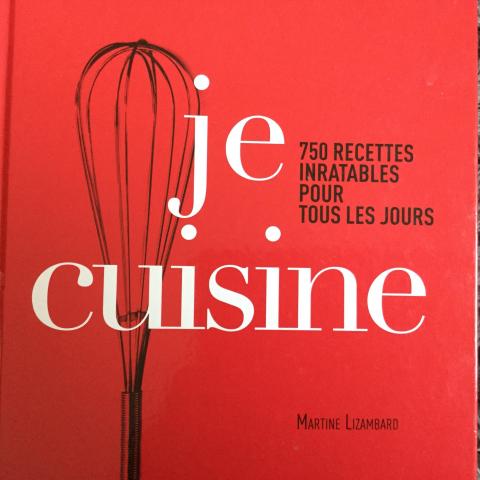 je
cuisine
750 RECETTES
INRATABLES
POUR
TOUS LES JOURS
MARTINE LIZAMBARD